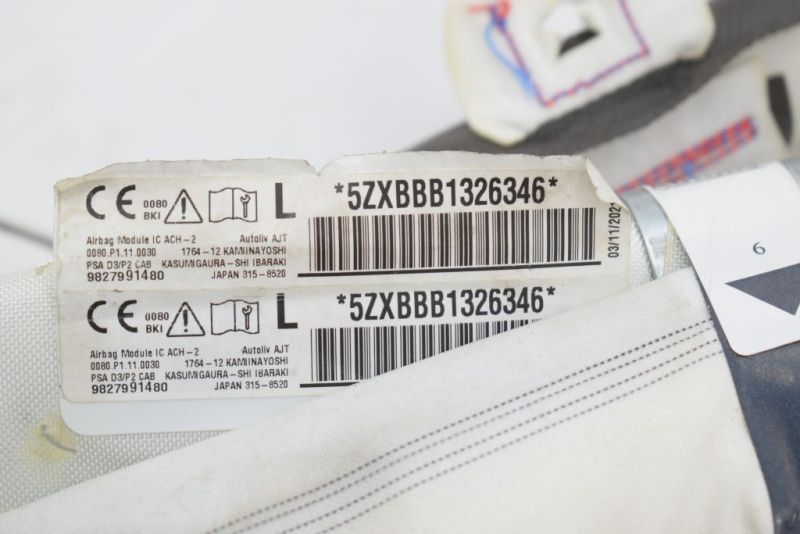 CE 0080 BKI L *5ZXBBB1326346*
Airbag Module IC ACH-2 Autoliv AJT
0080.P1.11.0030 1764-12 KAMIINAYOSHI
PSA D3/P2 CAB KASUMIGAURA-SHI IBARAKI
9827991480 JAPAN 315-8520
03/11/202
CE 0080 BKI L *5ZXBBB1326346*
Airbag Module IC ACH-2 Autoliv AJT
0080.P1.11.0030 1764-12 KAMIINAYOSHI
PSA D3/P2 CAB KASUMIGAURA-SHI IBARAKI
9827991480 JAPAN 315-8520
6